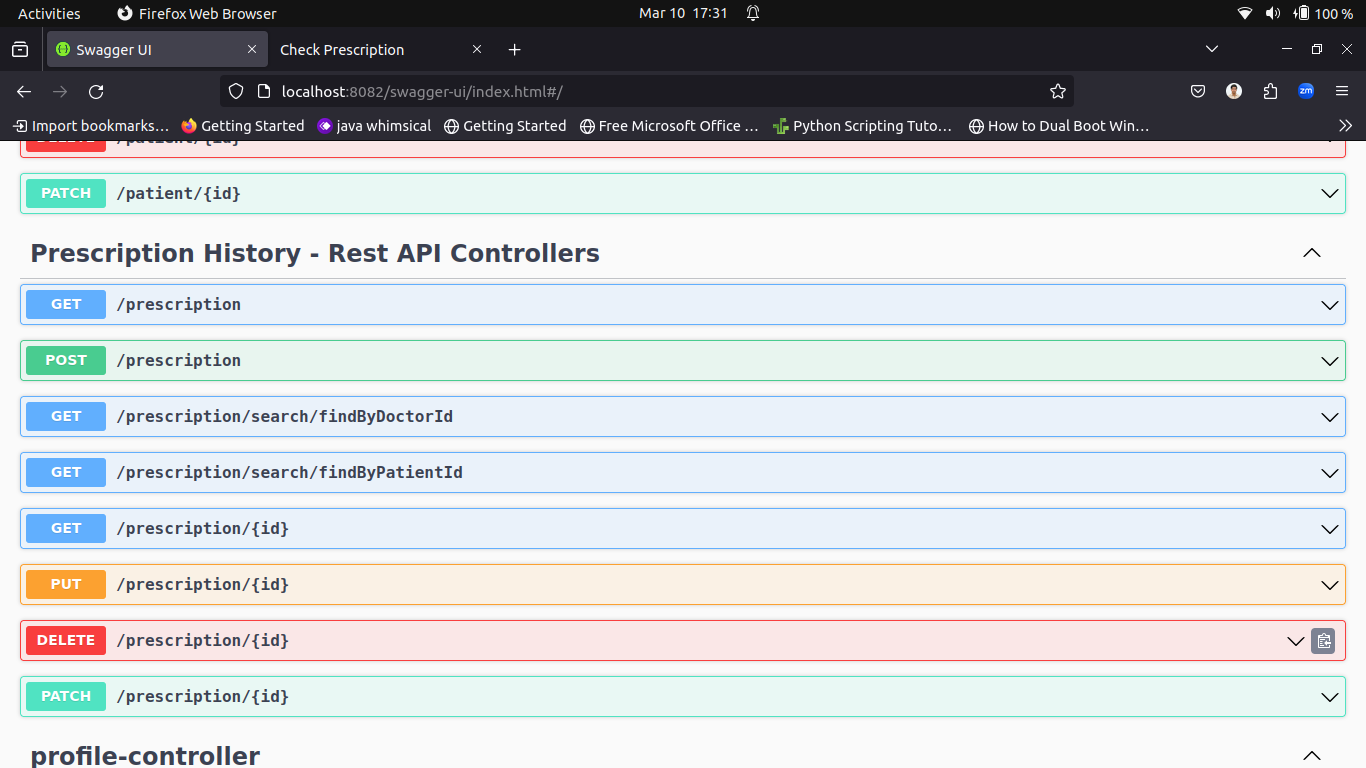 Activities Firefox Web Browser Mar 10 17:31 100 %
Swagger UI Check Prescription
localhost:8082/swagger-ui/index.html#/ zm
Import bookmarks… Getting Started java whimsical Getting Started Free Microsoft Office … Python Scripting Tuto… How to Dual Boot Win…
DELETE /patient/{id}
PATCH /patient/{id}
Prescription History - Rest API Controllers
GET /prescription
POST /prescription
GET /prescription/search/findByDoctorId
GET /prescription/search/findByPatientId
GET /prescription/{id}
PUT /prescription/{id}
DELETE /prescription/{id}
PATCH /prescription/{id}
profile-controller